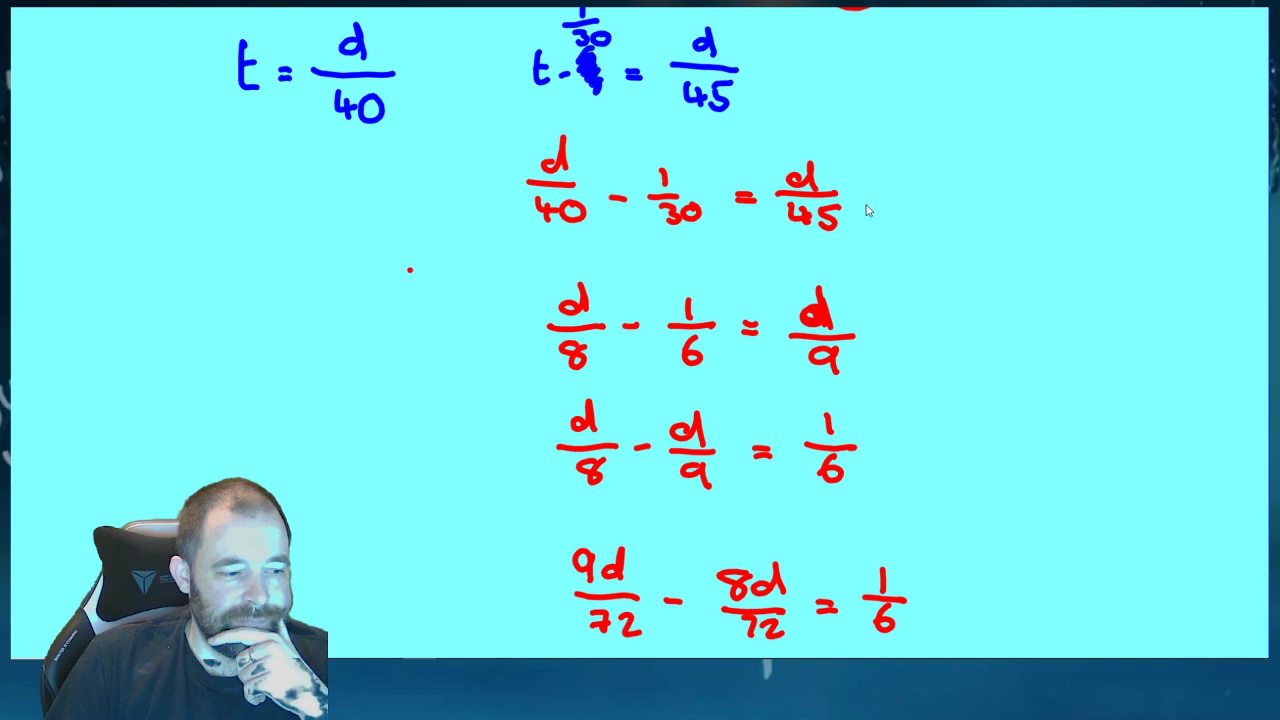 t = d/40 t - 1/30 = d/45
d/40 - 1/30 = d/45
d/8 - 1/6 = d/9
d/8 - d/9 = 1/6
9d/72 - 8d/72 = 1/6